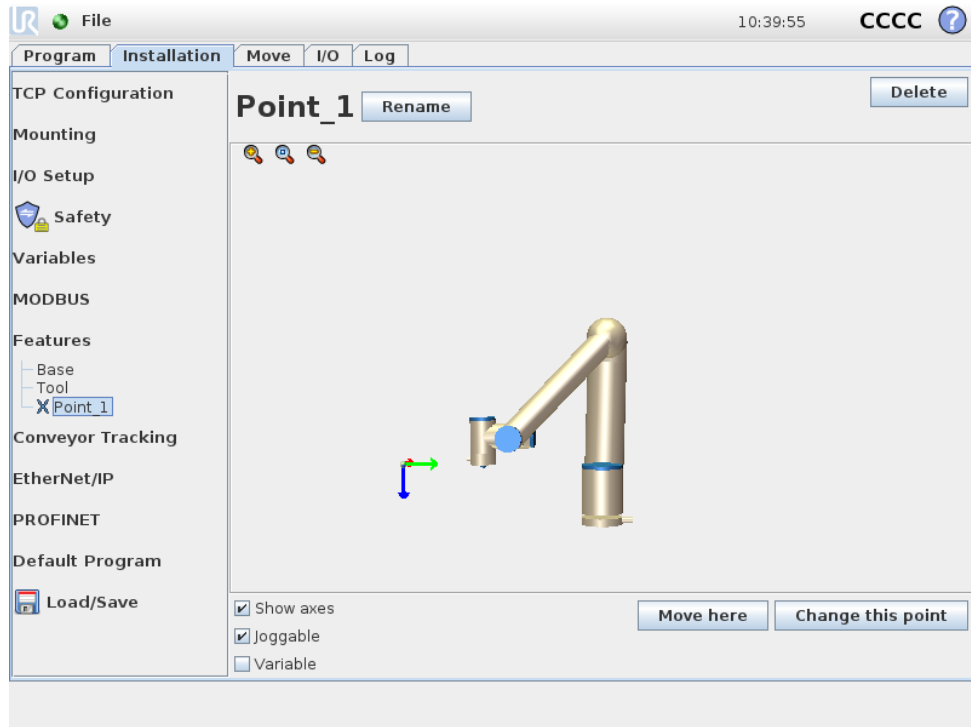 UR File 10:39:55 CCCC ?
Program Installation Move I/O Log
TCP Configuration
Mounting
I/O Setup
Safety
Variables
MODBUS
Features
Base
Tool
Point_1
Conveyor Tracking
EtherNet/IP
PROFINET
Default Program
Load/Save
Point_1 Rename Delete
Show axes
Joggable
Variable
Move here Change this point